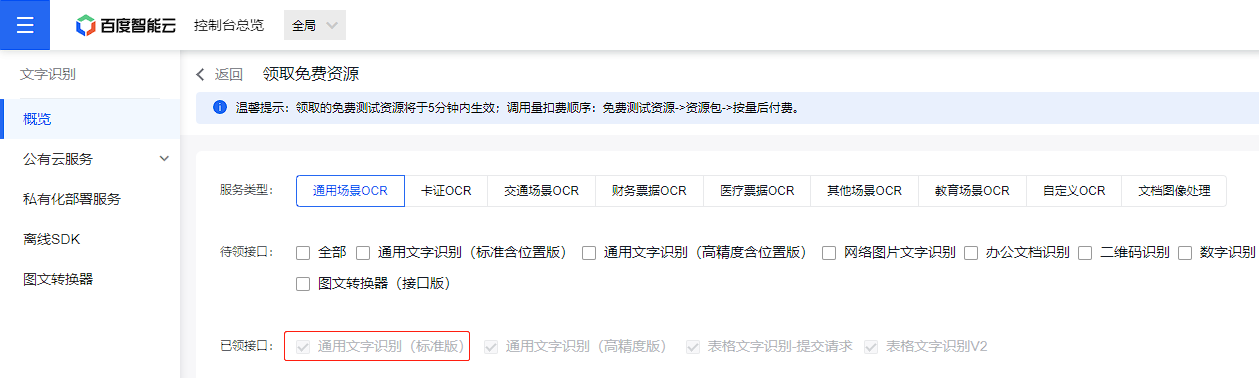 百度智能云 控制台总览 全局
文字识别
概览
公有云服务
私有化部署服务
离线SDK
图文转换器
返回 领取免费资源
温馨提示：领取的免费测试资源将于5分钟内生效；调用量扣费顺序：免费测试资源->资源包->按量后付费。
服务类型： 通用场景OCR 卡证OCR 交通场景OCR 财务票据OCR 医疗票据OCR 其他场景OCR 教育场景OCR 自定义OCR 文档图像处理
待领接口： 全部 通用文字识别（标准含位置版） 通用文字识别（高精度含位置版） 网络图片文字识别 办公文档识别 二维码识别 数字识别
图文转换器（接口版）
已领接口： 通用文字识别（标准版） 通用文字识别（高精度版） 表格文字识别-提交请求 表格文字识别V2